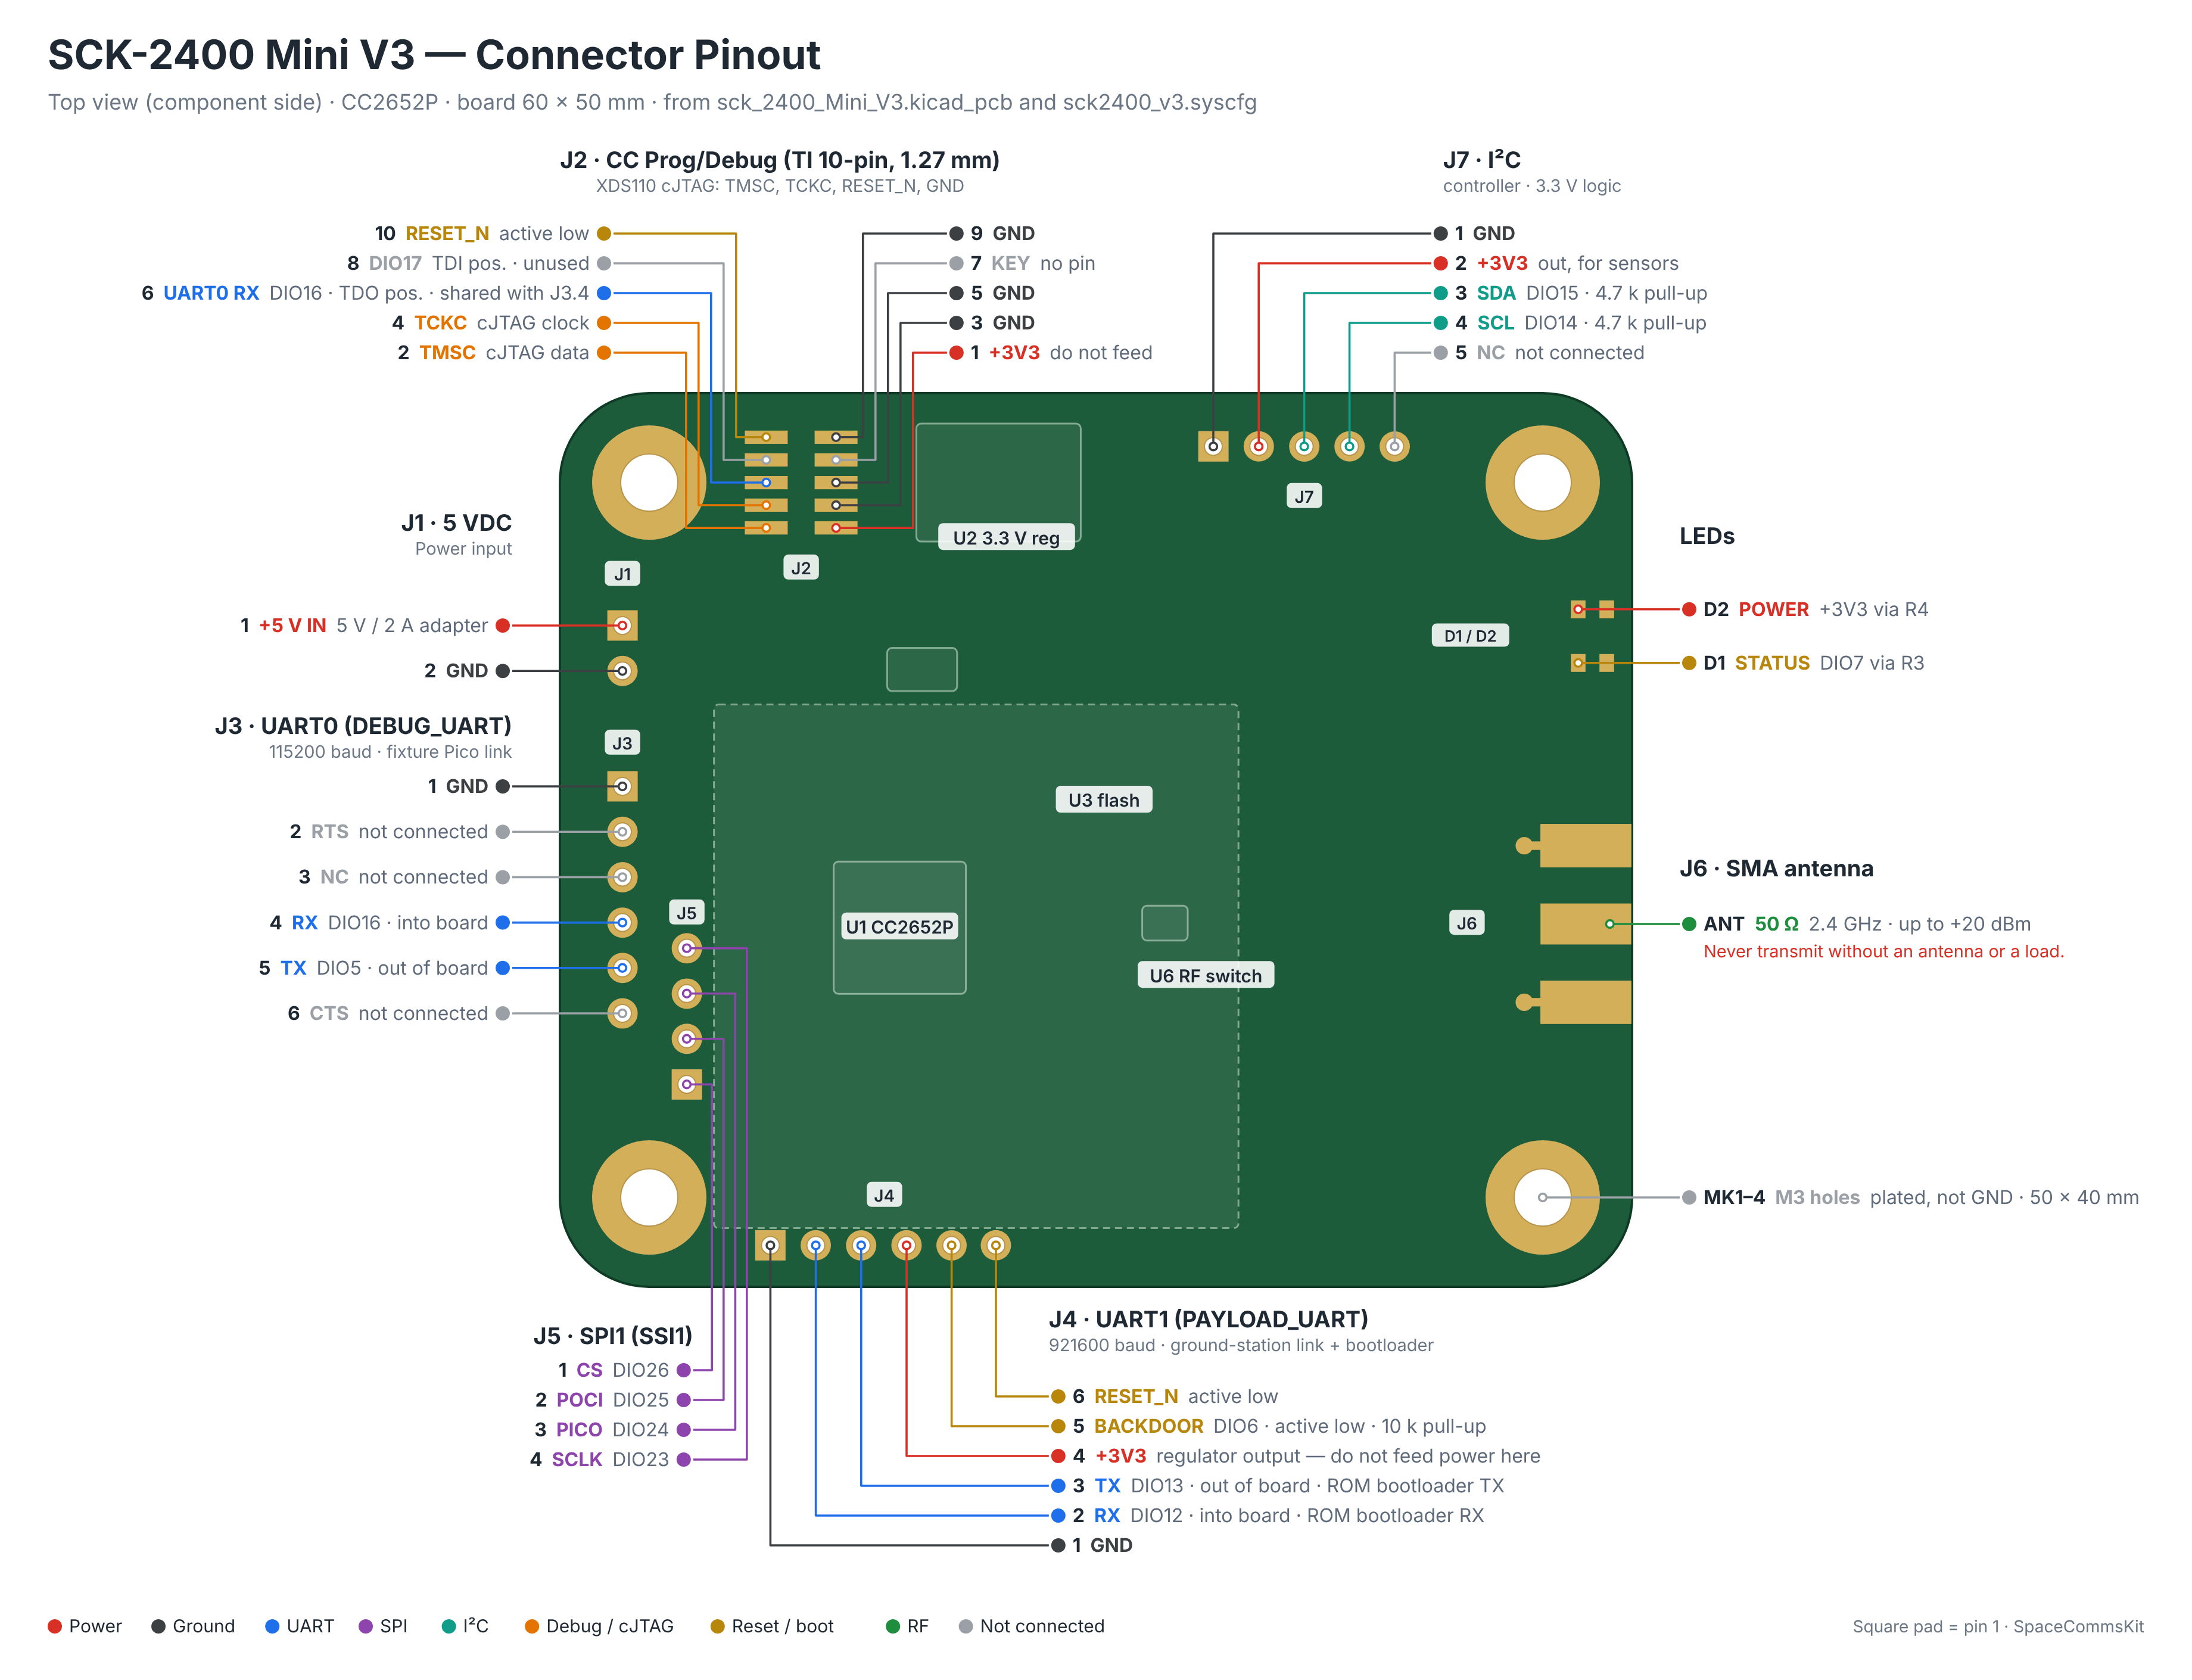 SCK-2400 Mini V3 — Connector Pinout
Top view (component side) · CC2652P · board 60 × 50 mm · from sck_2400_Mini_V3.kicad_pcb and sck2400_v3.syscfg
J2 · CC Prog/Debug (TI 10-pin, 1.27 mm)
XDS110 cJTAG: TMSC, TCKC, RESET_N, GND
10 RESET_N active low
8 DIO17 TDI pos. · unused
6 UART0 RX DIO16 · TDO pos. · shared with J3.4
4 TCKC cJTAG clock
2 TMSC cJTAG data
9 GND
7 KEY no pin
5 GND
3 GND
1 +3V3 do not feed
J7 · I²C
controller · 3.3 V logic
1 GND
2 +3V3 out, for sensors
3 SDA DIO15 · 4.7 k pull-up
4 SCL DIO14 · 4.7 k pull-up
5 NC not connected
J7
U2 3.3 V reg
J2
J1 · 5 VDC
Power input
J1
1 +5 V IN 5 V / 2 A adapter
2 GND
LEDs
D2 POWER +3V3 via R4
D1 / D2
D1 STATUS DIO7 via R3
J3 · UART0 (DEBUG_UART)
115200 baud · fixture Pico link
J3
1 GND
2 RTS not connected
3 NC not connected
4 RX DIO16 · into board
5 TX DIO5 · out of board
6 CTS not connected
U3 flash
J5
U1 CC2652P
U6 RF switch
J6
J6 · SMA antenna
ANT 50 Ω 2.4 GHz · up to +20 dBm
Never transmit without an antenna or a load.
J4
MK1–4 M3 holes plated, not GND · 50 × 40 mm
J5 · SPI1 (SSI1)
1 CS DIO26
2 POCI DIO25
3 PICO DIO24
4 SCLK DIO23
J4 · UART1 (PAYLOAD_UART)
921600 baud · ground-station link + bootloader
6 RESET_N active low
5 BACKDOOR DIO6 · active low · 10 k pull-up
4 +3V3 regulator output — do not feed power here
3 TX DIO13 · out of board · ROM bootloader TX
2 RX DIO12 · into board · ROM bootloader RX
1 GND
Power Ground UART SPI I²C Debug / cJTAG Reset / boot RF Not connected
Square pad = pin 1 · SpaceCommsKit